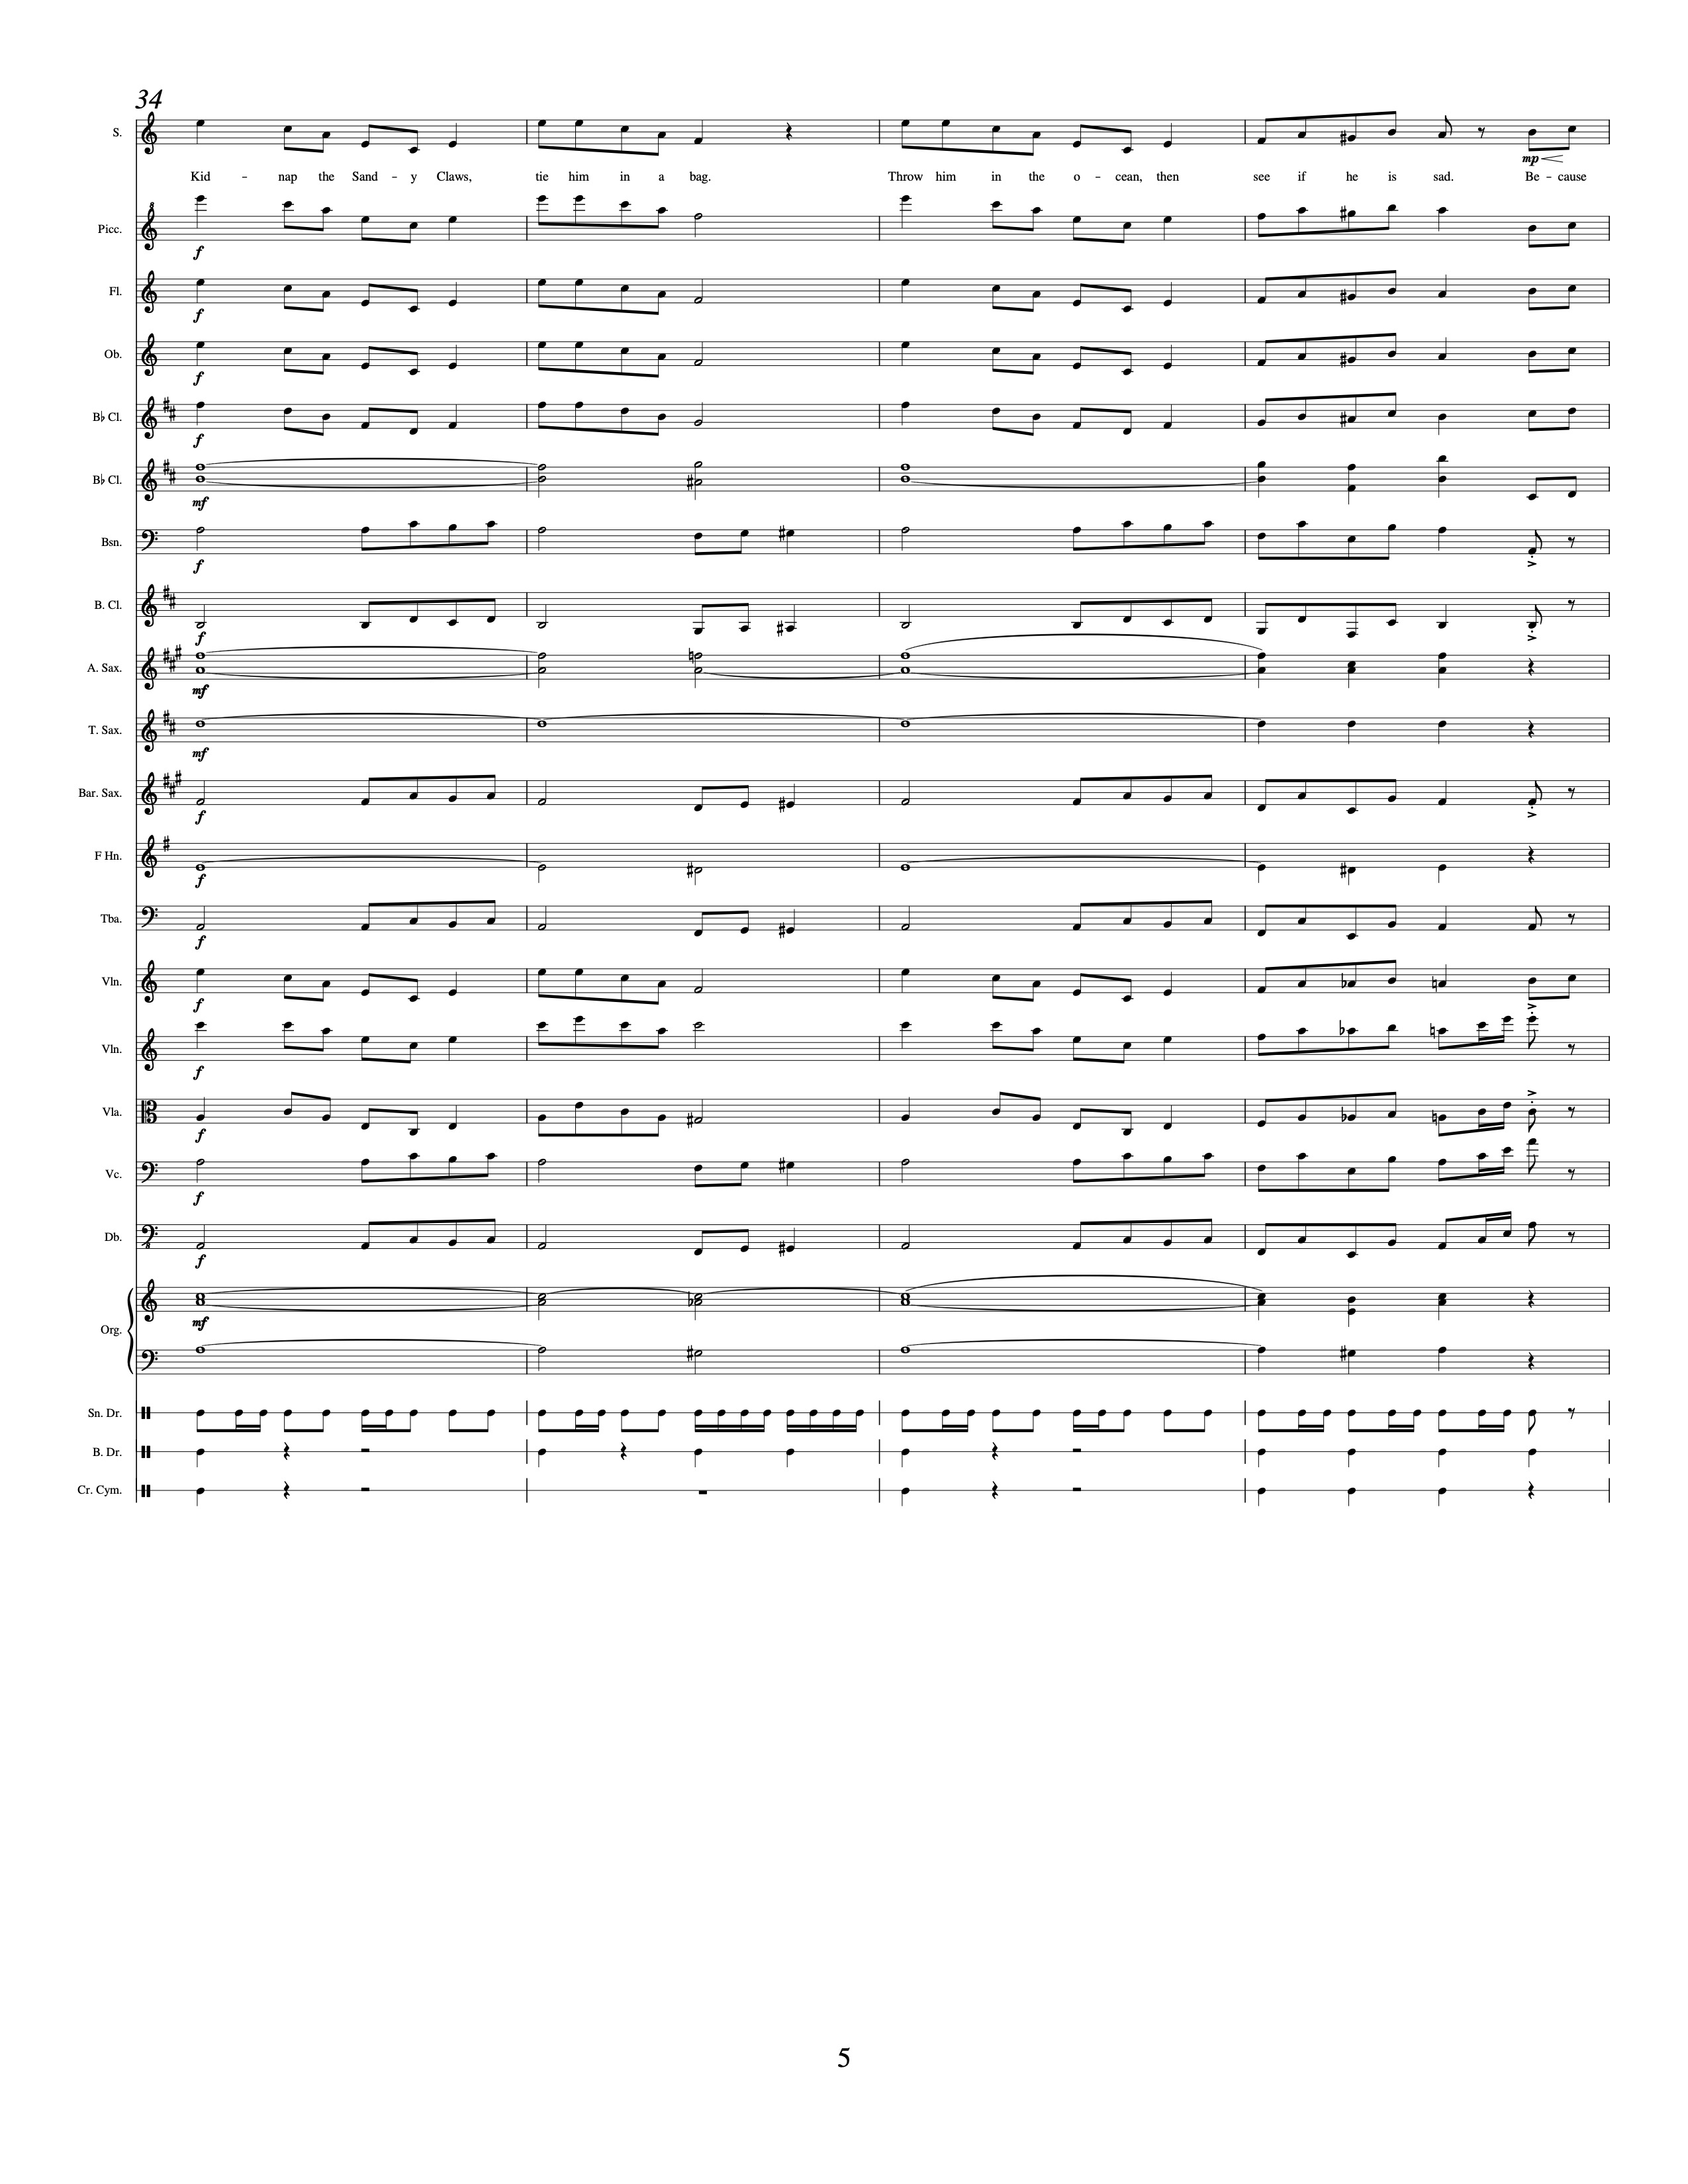 34
S.
Kid - nap the Sand - y Claws, tie him in a bag. Throw him in the o - cean, then see if he is sad. Be - cause
mp
Picc.
f
Fl.
f
Ob.
f
B♭ Cl.
f
B♭ Cl.
mf
Bsn.
f
B. Cl.
f
A. Sax.
mf
T. Sax.
mf
Bar. Sax.
f
F Hn.
f
Tba.
f
Vln.
f
Vln.
f
Vla.
f
Vc.
f
Db.
f
Org.
mf
Sn. Dr.
B. Dr.
Cr. Cym.
5